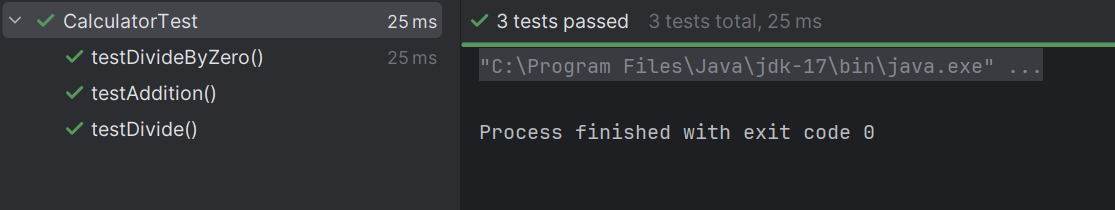 CalculatorTest 25 ms
testDivideByZero() 25 ms
testAddition()
testDivide()
3 tests passed 3 tests total, 25 ms
"C:\Program Files\Java\jdk-17\bin\java.exe" ...
Process finished with exit code 0